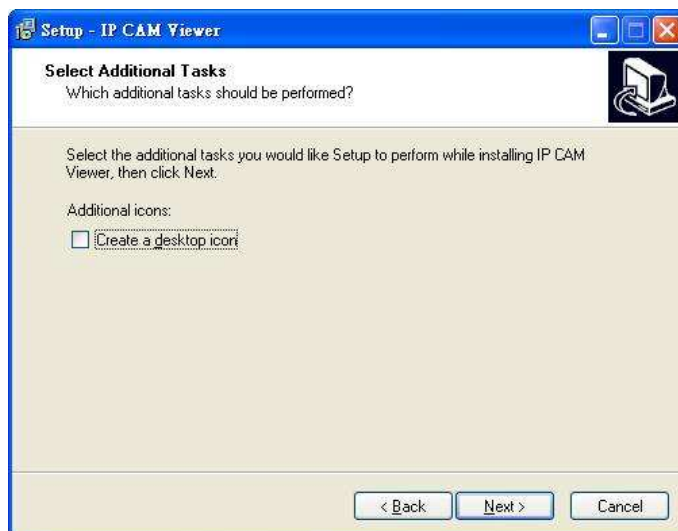 Setup - IP CAM Viewer
Select Additional Tasks
Which additional tasks should be performed?
Select the additional tasks you would like Setup to perform while installing IP CAM
Viewer, then click Next.
Additional icons:
Create a desktop icon
< Back
Next >
Cancel